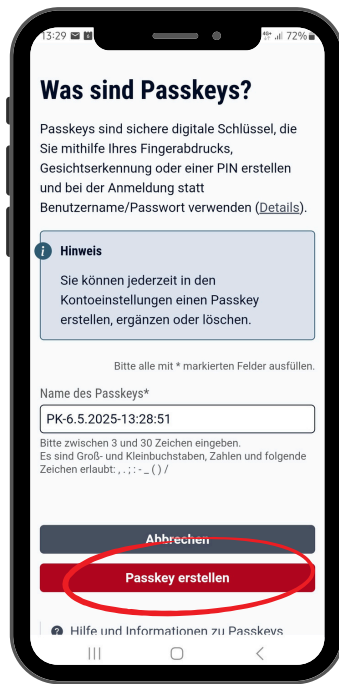 13:29
72%
Was sind Passkeys?
Passkeys sind sichere digitale Schlüssel, die
Sie mithilfe Ihres Fingerabdrucks,
Gesichtserkennung oder einer PIN erstellen
und bei der Anmeldung statt
Benutzername/Passwort verwenden (Details).
Hinweis
Sie können jederzeit in den
Kontoeinstellungen einen Passkey
erstellen, ergänzen oder löschen.
Bitte alle mit * markierten Felder ausfüllen.
Name des Passkeys*
PK-6.5.2025-13:28:51
Bitte zwischen 3 und 30 Zeichen eingeben.
Es sind Groß- und Kleinbuchstaben, Zahlen und folgende
Zeichen erlaubt: , . ; : - _ ( ) /
Abbrechen
Passkey erstellen
Hilfe und Informationen zu Passkeys